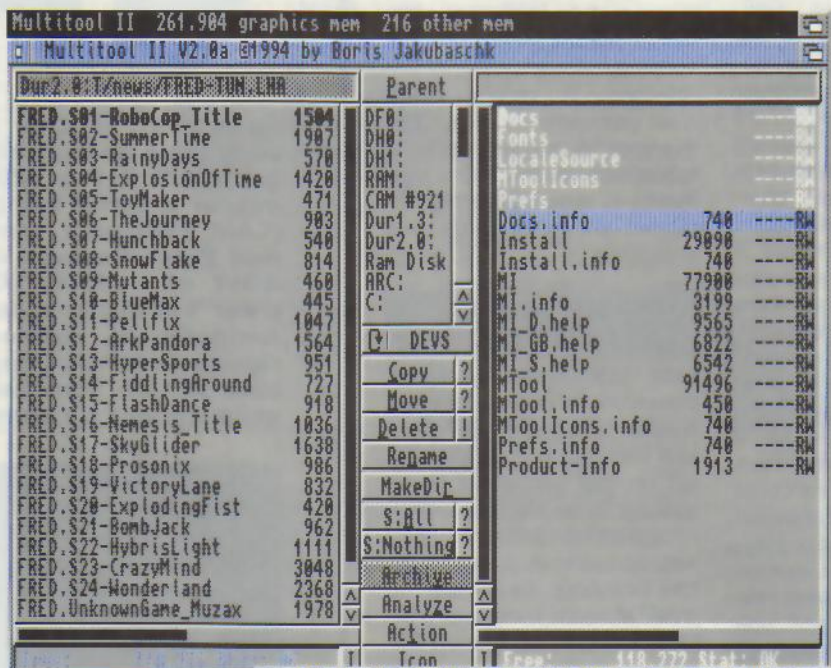 Multitool II 261.904 graphics mem 216 other mem
Multitool II V2.0a ©1994 by Boris Jakubaschk
Dur2.0:T/news/FRED-TUN.LHA
Parent
FRED.S01-RoboCop_Title 1504
FRED.S02-SummerTime 1907
FRED.S03-RainyDays 570
FRED.S04-ExplosionOfTime 1420
FRED.S05-ToyMaker 471
FRED.S06-TheJourney 903
FRED.S07-Hunchback 540
FRED.S08-SnowFlake 814
FRED.S09-Mutants 460
FRED.S10-BlueMax 445
FRED.S11-Pelifix 1047
FRED.S12-ArkPandora 1564
FRED.S13-HyperSports 951
FRED.S14-FiddlingAround 727
FRED.S15-FlashDance 918
FRED.S16-Nemesis_Title 1036
FRED.S17-SkyGlider 1638
FRED.S18-Prosonix 986
FRED.S19-VictoryLane 832
FRED.S20-ExplodingFist 420
FRED.S21-BombJack 962
FRED.S22-HybrisLight 1111
FRED.S23-CrazyMind 3048
FRED.S24-Wonderland 2368
FRED.UnknownGame_Muzax 1978
DF0:
DH0:
DH1:
RAM:
CAM #921
Dur1.3:
Dur2.0:
Ram Disk
ARC:
C:
DEVS
Copy ?
Move ?
Delete !
Rename
MakeDir
S:All ?
S:Nothing ?
Archive
Analyze
Action
Icon
Docs ----RW
Fonts ----RW
LocaleSource ----RW
MToolIcons ----RW
Prefs ----RW
Docs.info 740 ----RW
Install 29090 ----RW
Install.info 740 ----RW
MI 77900 ----RW
MI.info 3199 ----RW
MI_D.help 9565 ----RW
MI_GB.help 6822 ----RW
MI_S.help 6542 ----RW
MTool 91496 ----RW
MTool.info 450 ----RW
MToolIcons.info 740 ----RW
Prefs.info 740 ----RW
Product-Info 1913 ----RW
I
I
Free: 118.272 Stat: OK